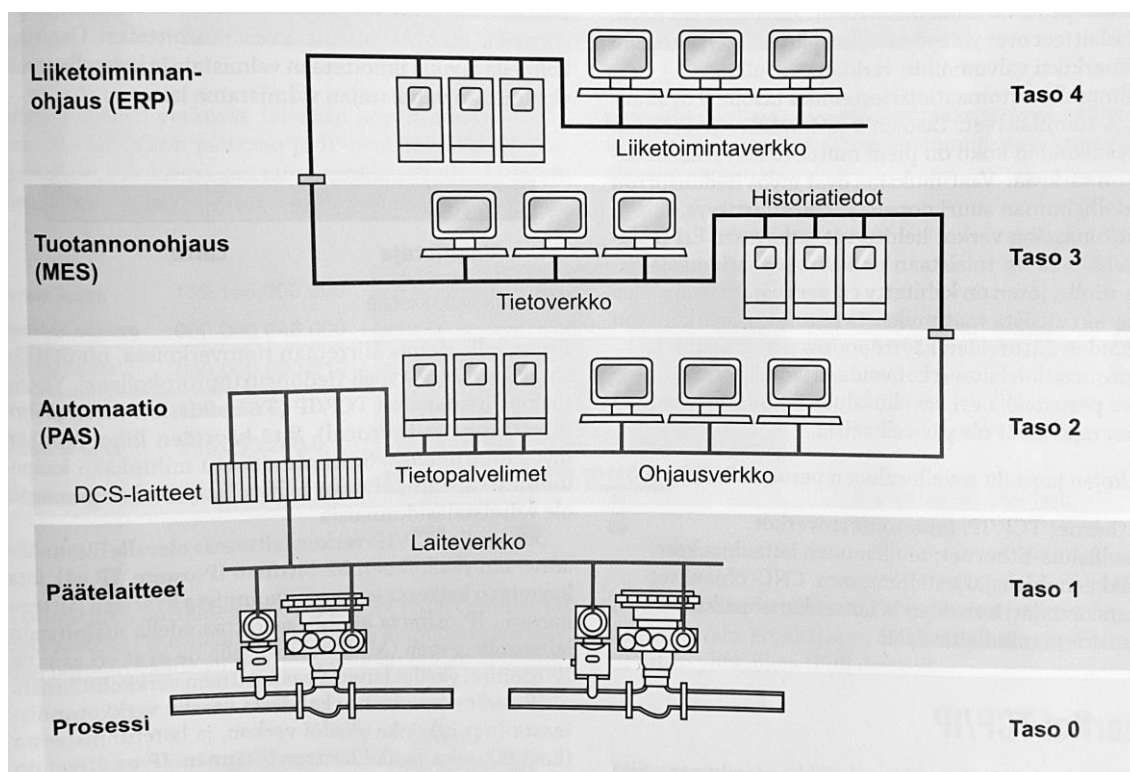 Liiketoiminnan-
ohjaus (ERP)
Taso 4
Liiketoimintaverkko
Historiatiedot
Tuotannonohjaus
(MES)
Taso 3
Tietoverkko
Automaatio
(PAS)
Taso 2
Tietopalvelimet
Ohjausverkko
DCS-laitteet
Laiteverkko
Päätelaitteet
Taso 1
Prosessi
Taso 0